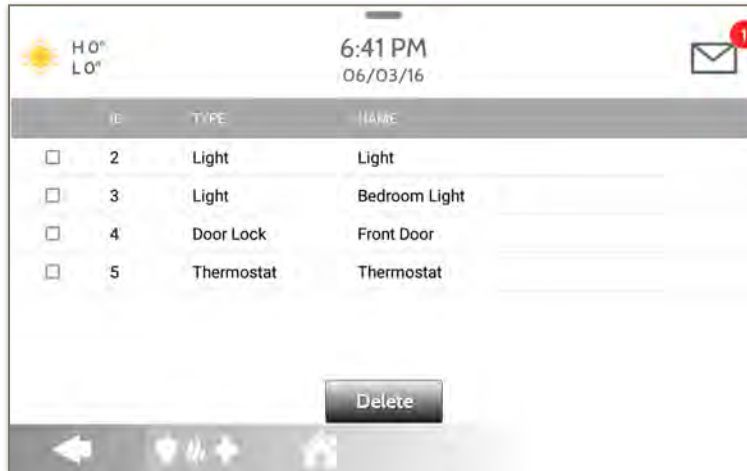 H 0°
L 0°
6:41 PM
06/03/16
1
ID TYPE NAME
2 Light Light
3 Light Bedroom Light
4 Door Lock Front Door
5 Thermostat Thermostat
Delete